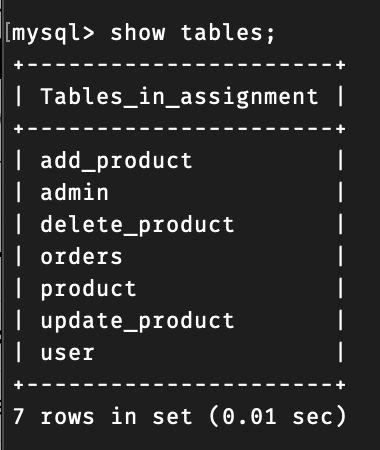 [mysql> show tables;
+----------------------+
| Tables_in_assignment |
+----------------------+
| add_product          |
| admin                |
| delete_product       |
| orders               |
| product              |
| update_product       |
| user                 |
+----------------------+
7 rows in set (0.01 sec)